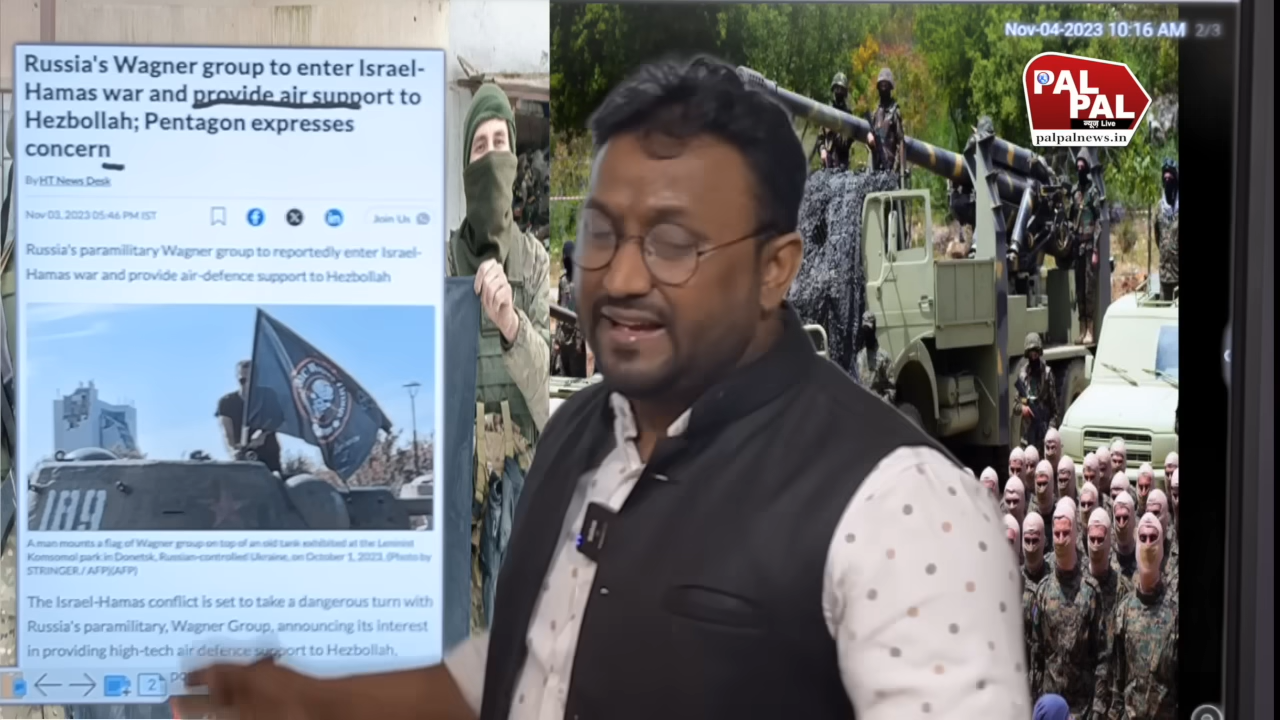 Russia's Wagner group to enter Israel-
Hamas war and provide air support to
Hezbollah; Pentagon expresses
concern
By HT News Desk
Nov 03, 2023 05:46 PM IST
Join Us
Russia's paramilitary Wagner group to reportedly enter Israel-
Hamas war and provide air-defence support to Hezbollah
189
A man mounts a flag of Wagner group on top of an old tank exhibited at the Leninist
Komsomol park in Donetsk, Russian-controlled Ukraine, on October 1, 2023. (Photo by
STRINGER / AFP)(AFP)
The Israel-Hamas conflict is set to take a dangerous turn with
Russia's paramilitary, Wagner Group, announcing its interest
in providing high-tech air defence support to Hezbollah,
2
Nov-04-2023 10:16 AM 2/3
PAL
PAL
न्यूज़ Live
palpalnews.in